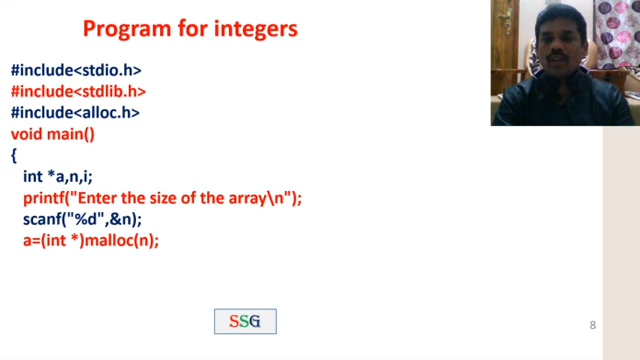 Program for integers
#include<stdio.h>
#include<stdlib.h>
#include<alloc.h>
void main()
{
int *a,n,i;
printf("Enter the size of the array\n");
scanf("%d",&n);
a=(int *)malloc(n);
SSG
8